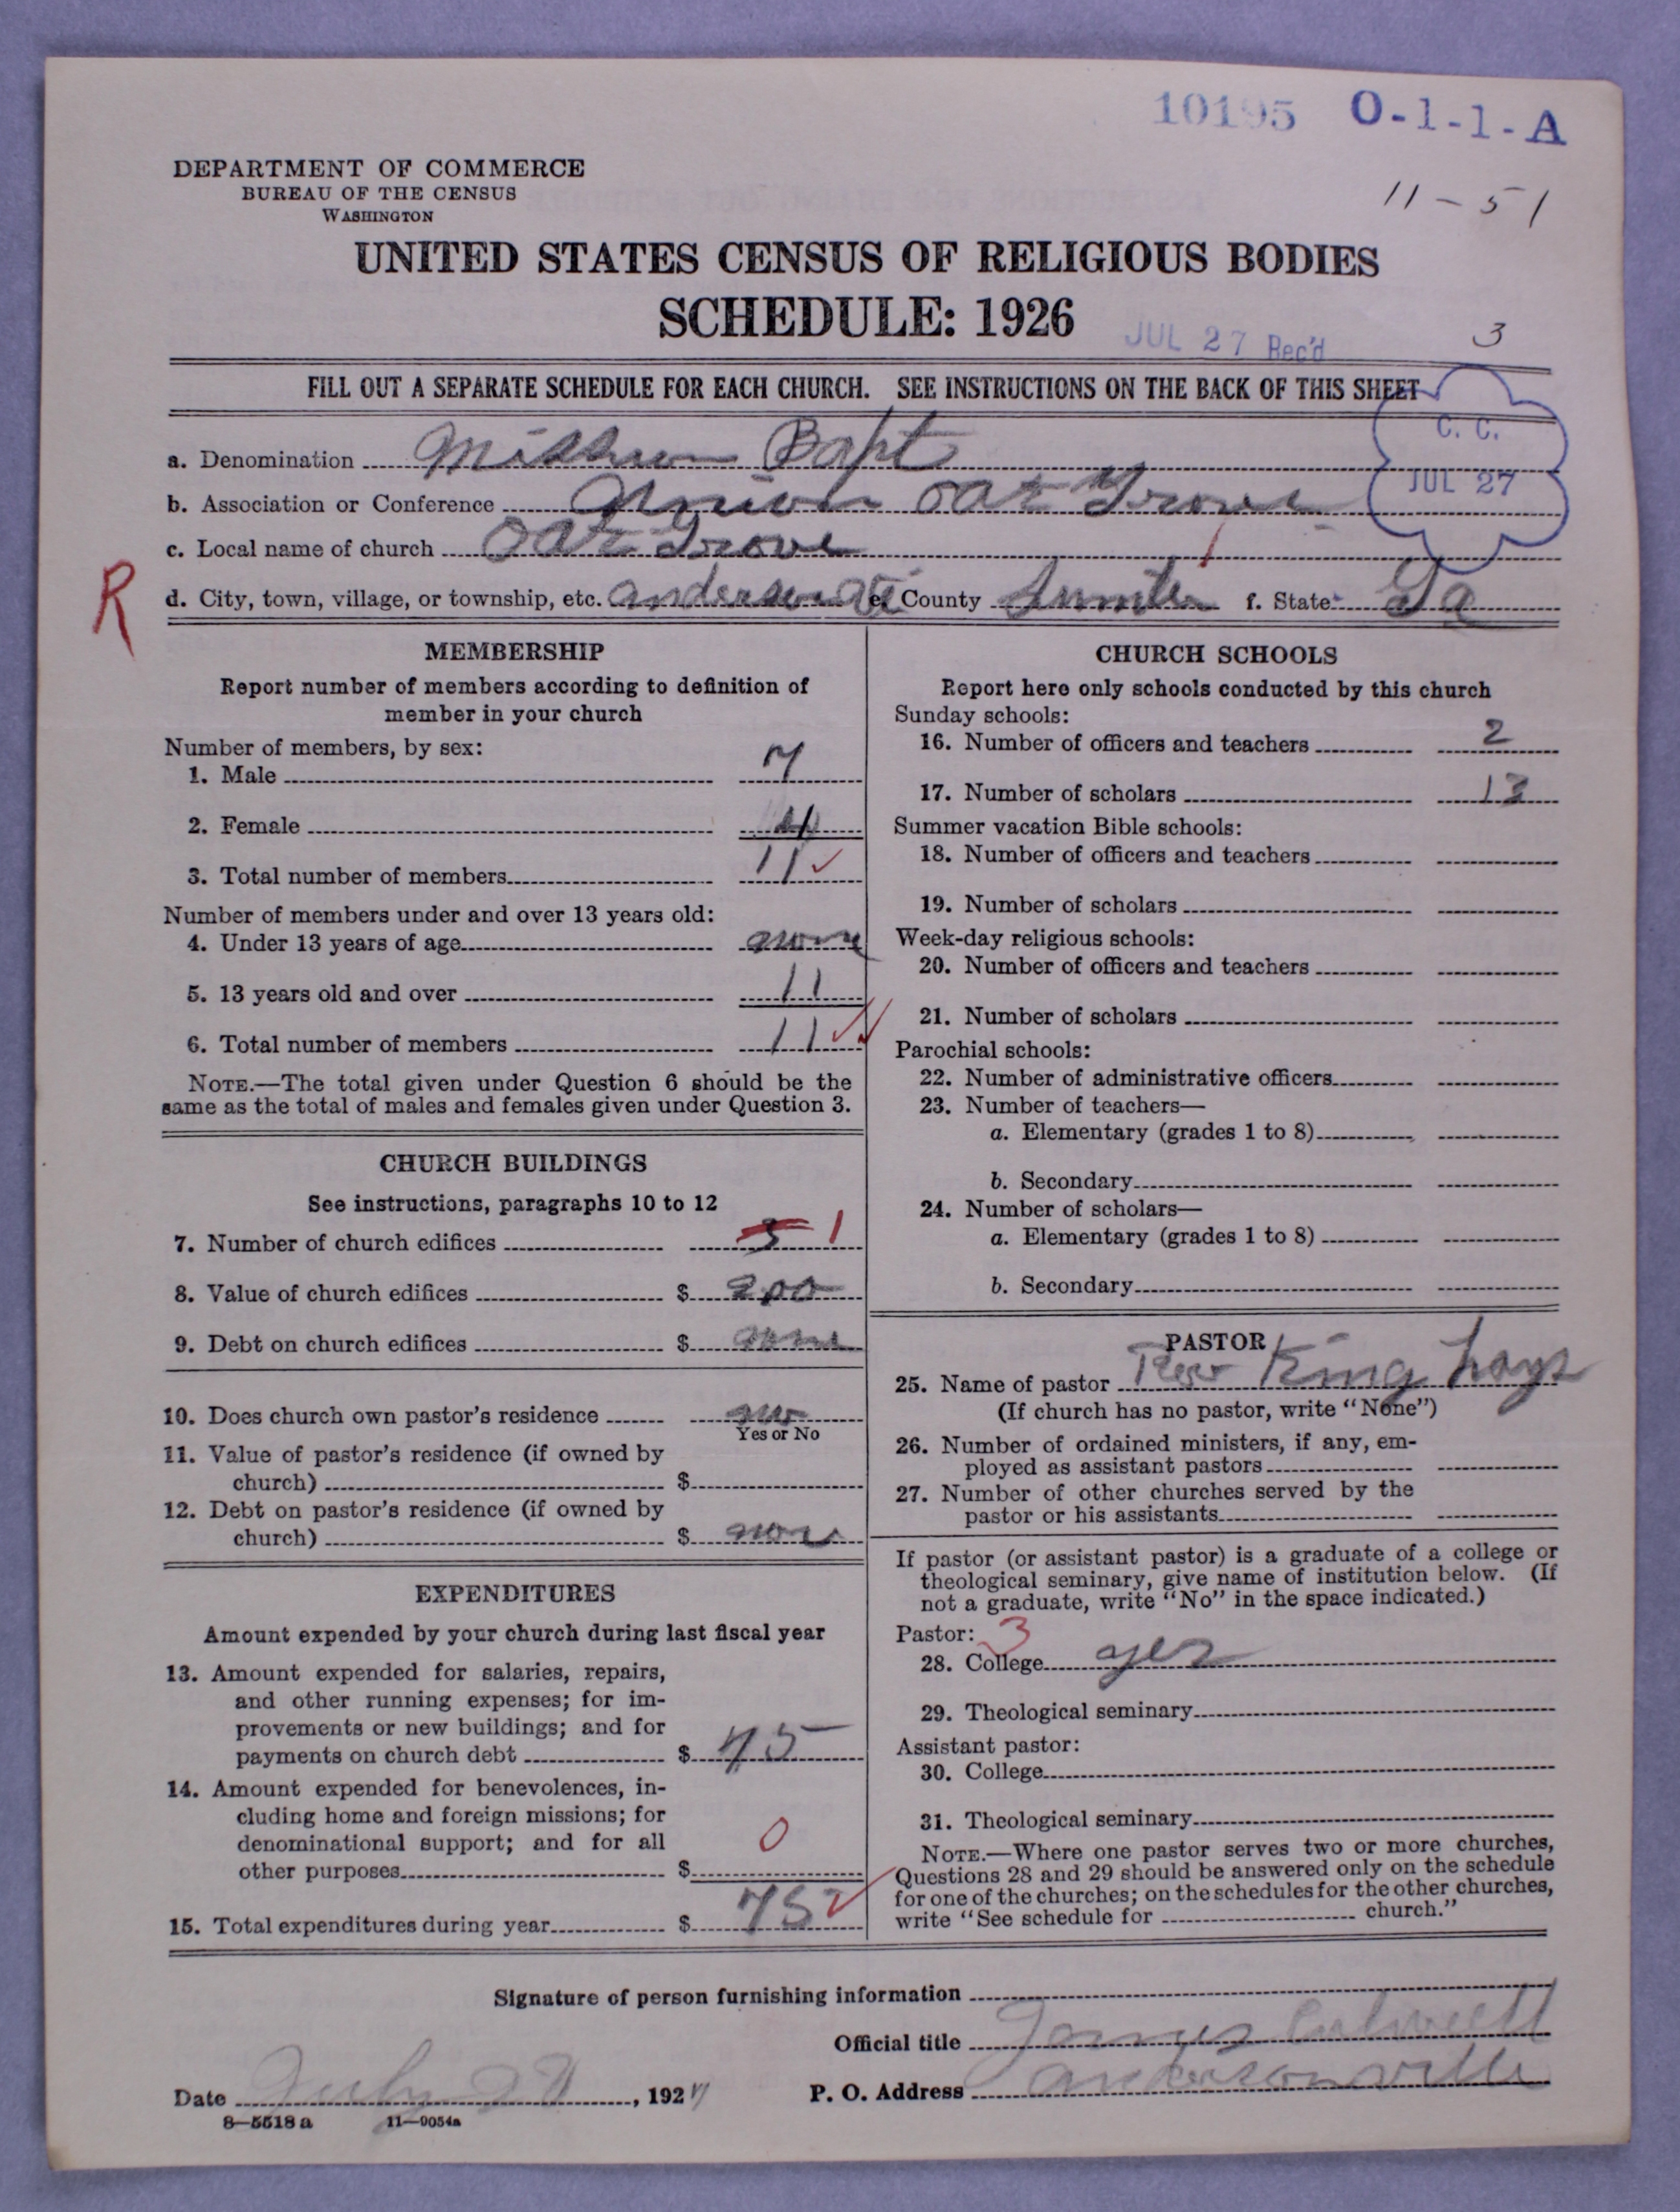 10195 O-1-1-A
11-51
DEPARTMENT OF COMMERCE
BUREAU OF THE CENSUS
WASHINGTON
UNITED STATES CENSUS OF RELIGIOUS BODIES
SCHEDULE: 1926
JUL 27 Rec'd
3
FILL OUT A SEPARATE SCHEDULE FOR EACH CHURCH. SEE INSTRUCTIONS ON THE BACK OF THIS SHEET
C. C.
JUL 27
a. Denomination Bapt
b. Association or Conference Union Oak Grove
c. Local name of church Oak Grove
R
d. City, town, village, or township, etc. e. County Sumter f. State Ga
MEMBERSHIP
Report number of members according to definition of
member in your church
Number of members, by sex:
1. Male 7
2. Female 4
3. Total number of members 11
Number of members under and over 13 years old:
4. Under 13 years of age none
5. 13 years old and over 11
6. Total number of members 11
NOTE.—The total given under Question 6 should be the
same as the total of males and females given under Question 3.
CHURCH BUILDINGS
See instructions, paragraphs 10 to 12
7. Number of church edifices 1
8. Value of church edifices $ 200
9. Debt on church edifices $ none
10. Does church own pastor's residence no
Yes or No
11. Value of pastor's residence (if owned by
church) $
12. Debt on pastor's residence (if owned by
church) $ none
EXPENDITURES
Amount expended by your church during last fiscal year
13. Amount expended for salaries, repairs,
and other running expenses; for im-
provements or new buildings; and for
payments on church debt $ 75
14. Amount expended for benevolences, in-
cluding home and foreign missions; for
denominational support; and for all
other purposes $ 0
15. Total expenditures during year $ 75
CHURCH SCHOOLS
Report here only schools conducted by this church
Sunday schools:
16. Number of officers and teachers 2
17. Number of scholars 13
Summer vacation Bible schools:
18. Number of officers and teachers
19. Number of scholars
Week-day religious schools:
20. Number of officers and teachers
21. Number of scholars
Parochial schools:
22. Number of administrative officers
23. Number of teachers—
a. Elementary (grades 1 to 8)
b. Secondary
24. Number of scholars—
a. Elementary (grades 1 to 8)
b. Secondary
PASTOR
25. Name of pastor Rev King
(If church has no pastor, write "None")
26. Number of ordained ministers, if any, em-
ployed as assistant pastors
27. Number of other churches served by the
pastor or his assistants
If pastor (or assistant pastor) is a graduate of a college or
theological seminary, give name of institution below. (If
not a graduate, write "No" in the space indicated.)
Pastor: 3
28. College yes
29. Theological seminary
Assistant pastor:
30. College
31. Theological seminary
NOTE.—Where one pastor serves two or more churches,
Questions 28 and 29 should be answered only on the schedule
for one of the churches; on the schedules for the other churches,
write "See schedule for church."
Signature of person furnishing information
Official title James
Date July , 1927 P. O. Address andersonville
8—5518 a 11—9054a